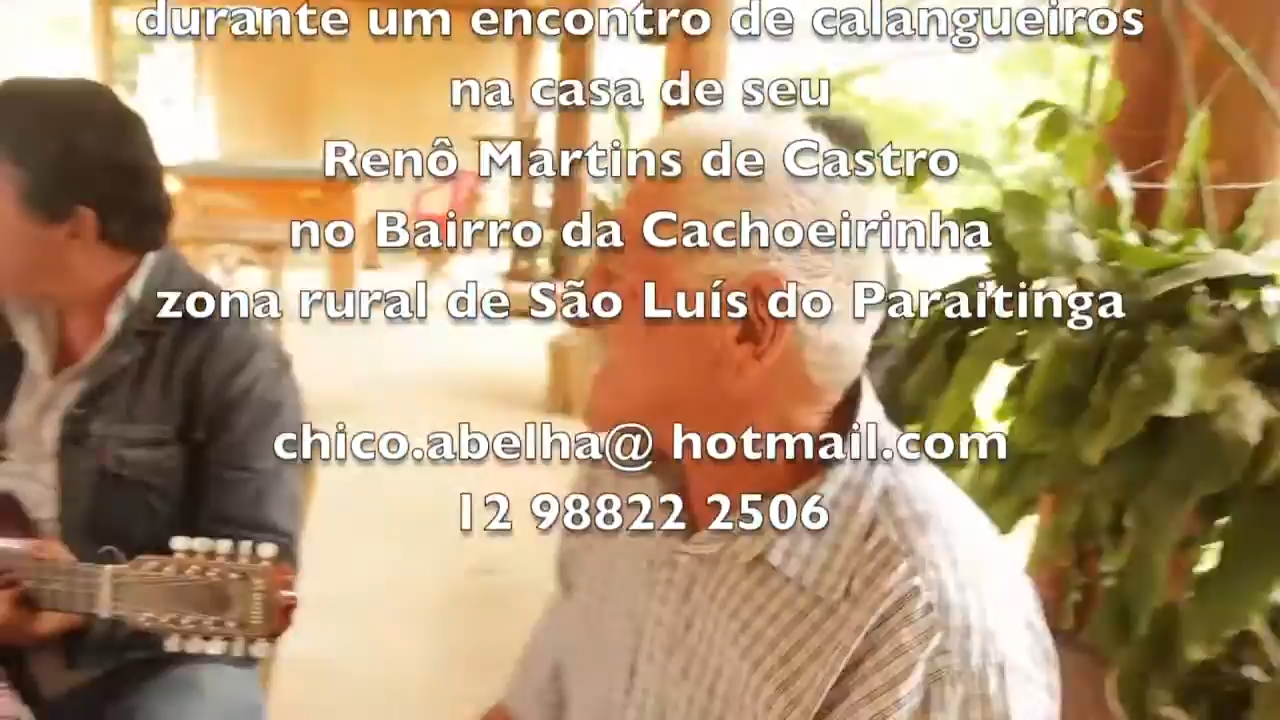 durante um encontro de calangueiros
na casa de seu
Renô Martins de Castro
no Bairro da Cachoeirinha
zona rural de São Luís do Paraitinga
chico.abelha@ hotmail.com
12 98822 2506